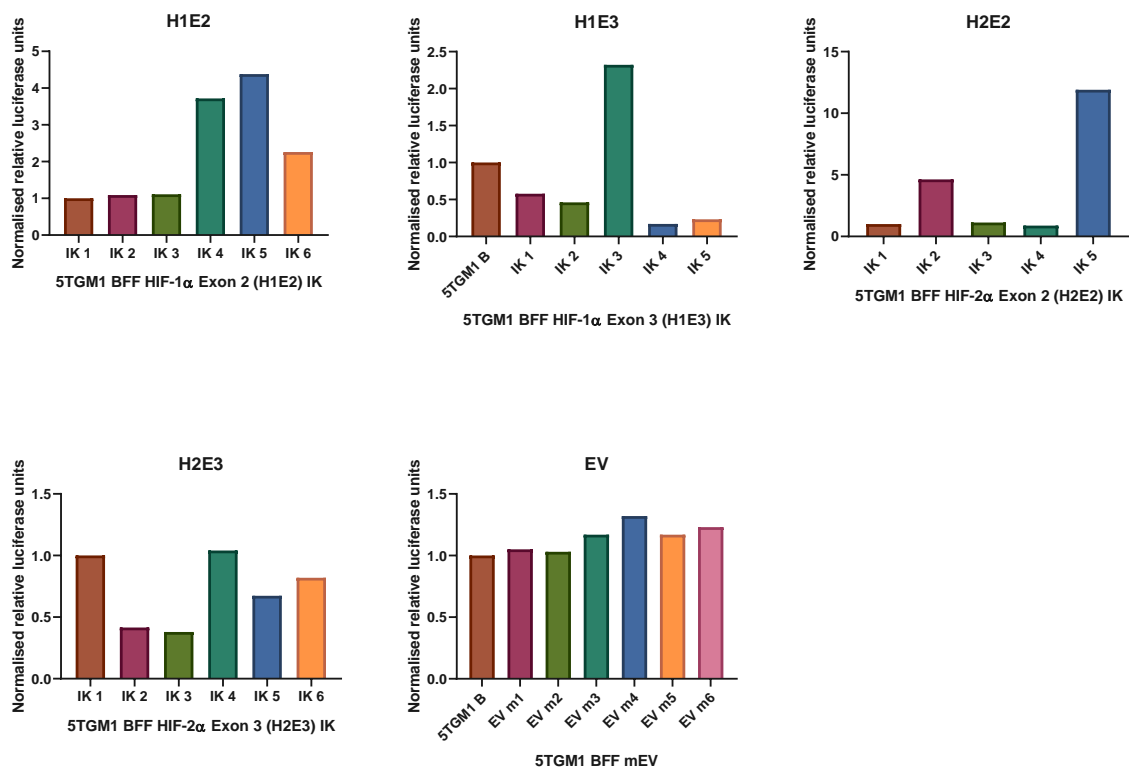 H1E2
Normalised relative luciferase units
5
4
3
2
1
0
IK 1 IK 2 IK 3 IK 4 IK 5 IK 6
5TGM1 BFF HIF-1α Exon 2 (H1E2) IK
H1E3
Normalised relative luciferase units
2.5
2.0
1.5
1.0
0.5
0.0
5TGM1 B IK 1 IK 2 IK 3 IK 4 IK 5
5TGM1 BFF HIF-1α Exon 3 (H1E3) IK
H2E2
Normalised relative luciferase units
15
10
5
0
IK 1 IK 2 IK 3 IK 4 IK 5
5TGM1 BFF HIF-2α Exon 2 (H2E2) IK
H2E3
Normalised relative luciferase units
1.5
1.0
0.5
0.0
IK 1 IK 2 IK 3 IK 4 IK 5 IK 6
5TGM1 BFF HIF-2α Exon 3 (H2E3) IK
EV
Normalised relative luciferase units
1.5
1.0
0.5
0.0
5TGM1 B EV m1 EV m2 EV m3 EV m4 EV m5 EV m6
5TGM1 BFF mEV